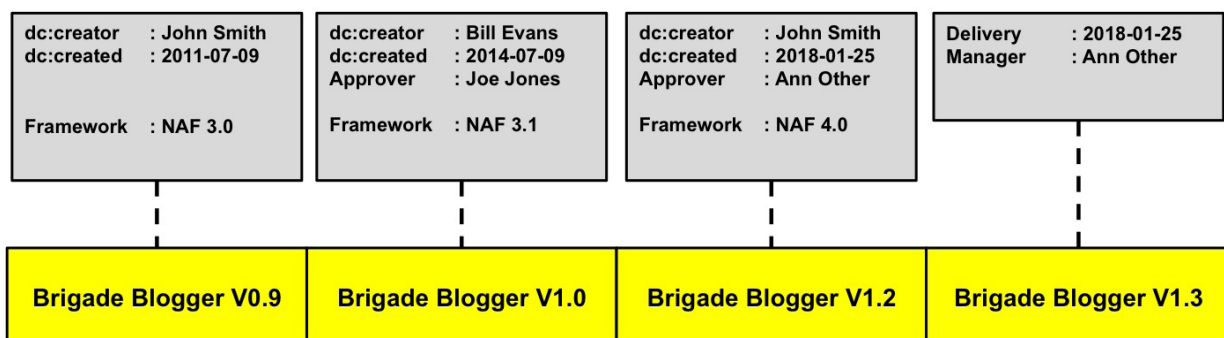 dc:creator : John Smith
dc:created : 2011-07-09
Framework : NAF 3.0
dc:creator : Bill Evans
dc:created : 2014-07-09
Approver : Joe Jones
Framework : NAF 3.1
dc:creator : John Smith
dc:created : 2018-01-25
Approver : Ann Other
Framework : NAF 4.0
Delivery : 2018-01-25
Manager : Ann Other
Brigade Blogger V0.9
Brigade Blogger V1.0
Brigade Blogger V1.2
Brigade Blogger V1.3